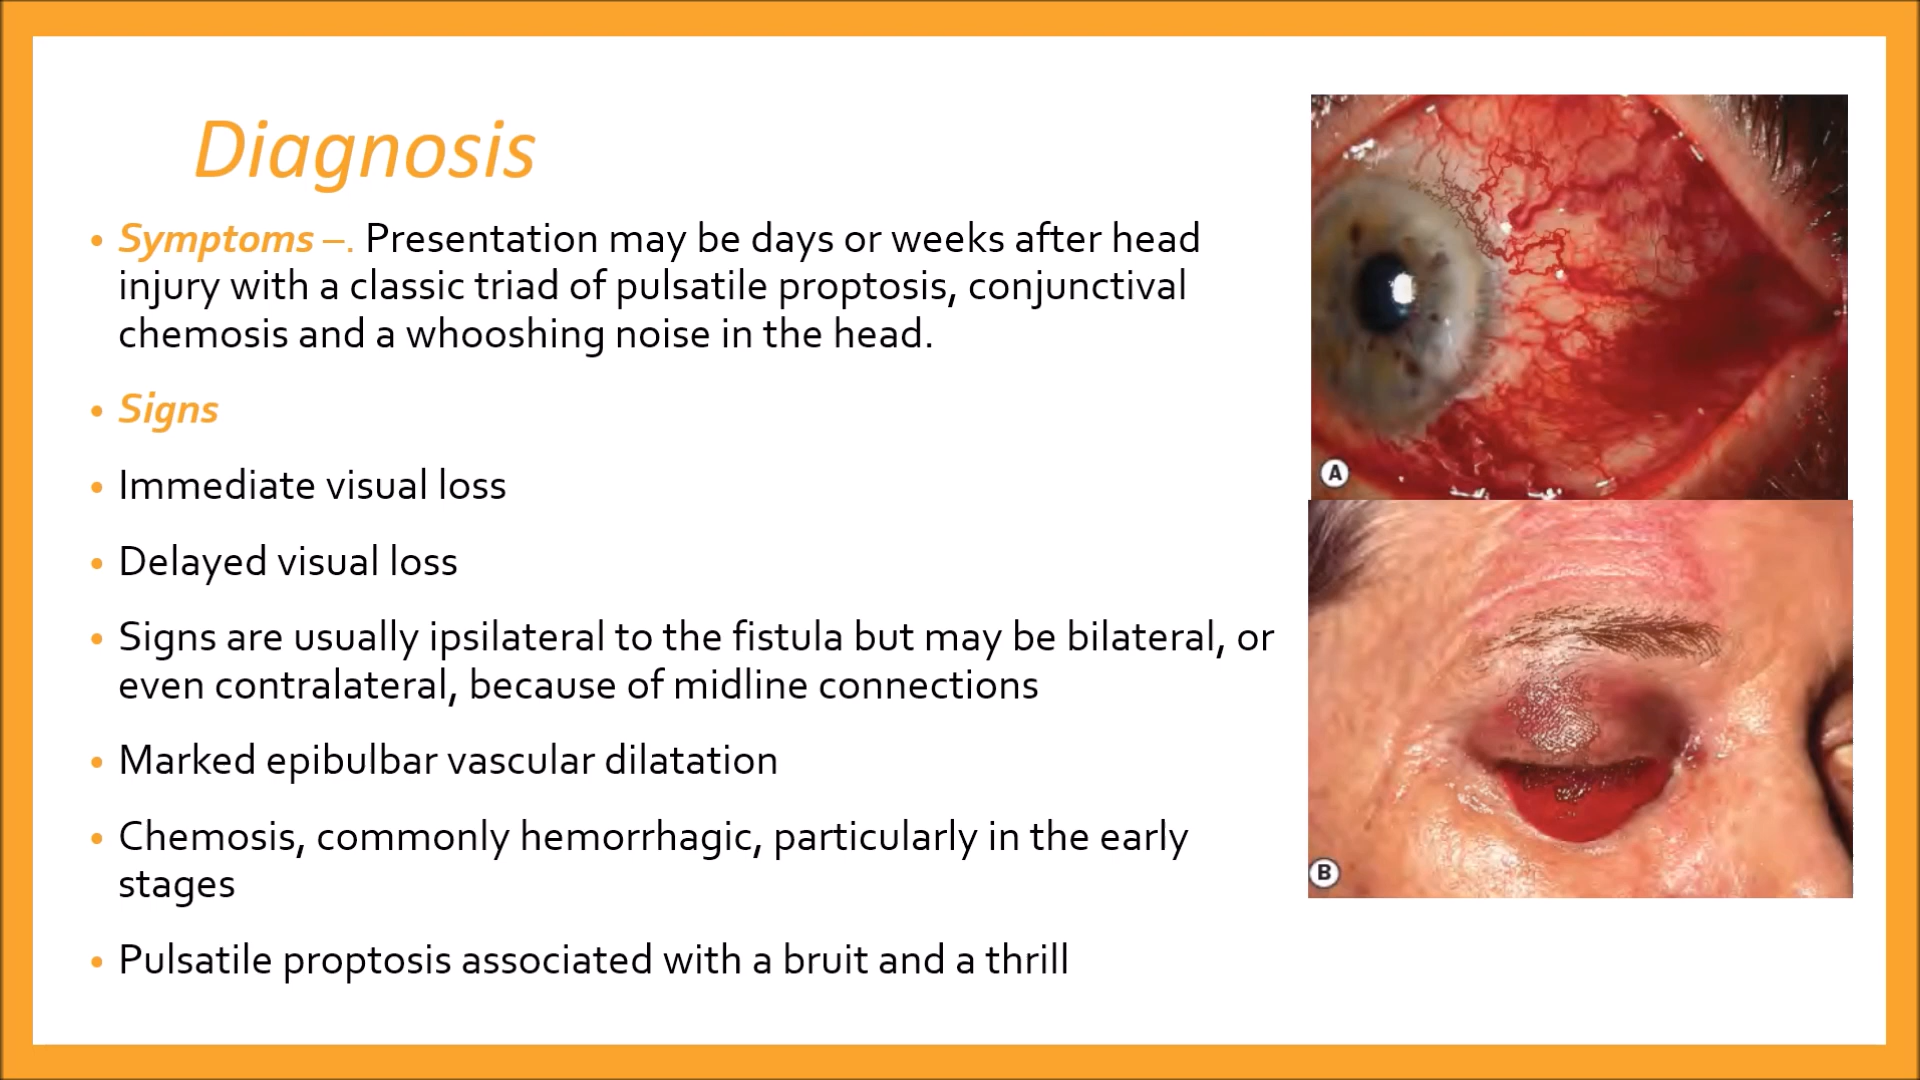 Diagnosis
• Symptoms –. Presentation may be days or weeks after head
injury with a classic triad of pulsatile proptosis, conjunctival
chemosis and a whooshing noise in the head.
• Signs
• Immediate visual loss
• Delayed visual loss
• Signs are usually ipsilateral to the fistula but may be bilateral, or
even contralateral, because of midline connections
• Marked epibulbar vascular dilatation
• Chemosis, commonly hemorrhagic, particularly in the early
stages
• Pulsatile proptosis associated with a bruit and a thrill
A
B